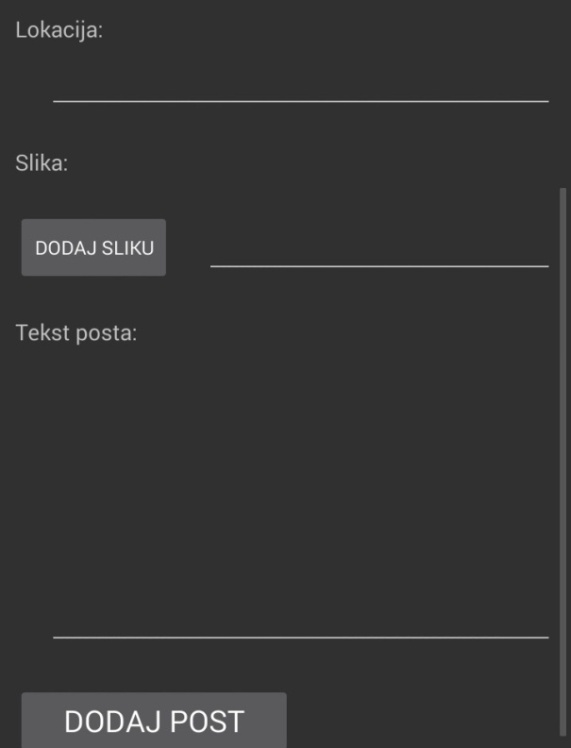 Lokacija:
Slika:
DODAJ SLIKU
Tekst posta:
DODAJ POST